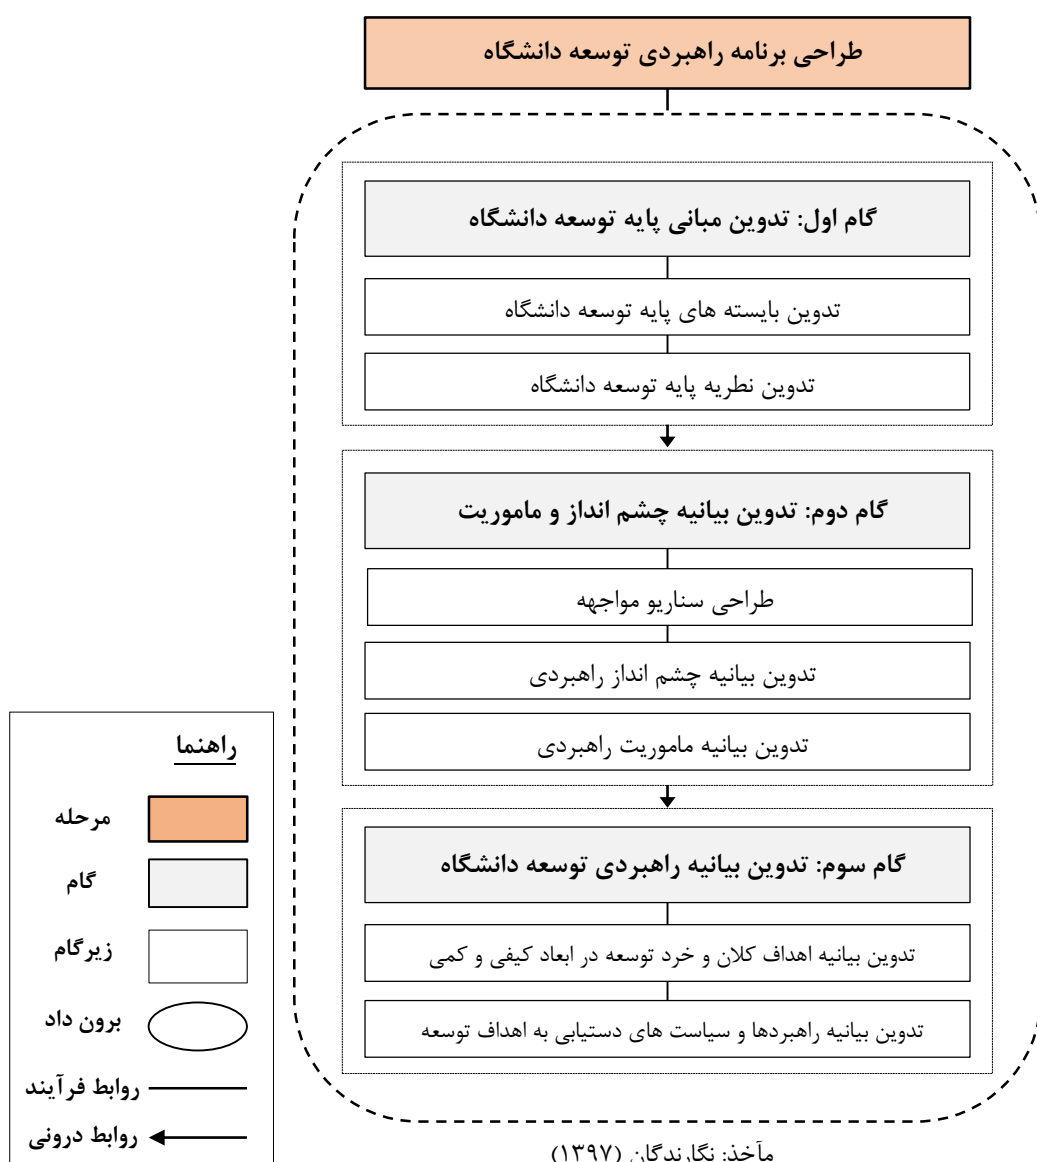 طراحی برنامه راهبردی توسعه دانشگاه
گام اول: تدوین مبانی پایه توسعه دانشگاه
تدوین بایسته های پایه توسعه دانشگاه
تدوین نطریه پایه توسعه دانشگاه
گام دوم: تدوین بیانیه چشم انداز و ماموریت
طراحی سناریو مواجهه
تدوین بیانیه چشم انداز راهبردی
تدوین بیانیه ماموریت راهبردی
گام سوم: تدوین بیانیه راهبردی توسعه دانشگاه
تدوین بیانیه اهداف کلان و خرد توسعه در ابعاد کیفی و کمی
تدوین بیانیه راهبردها و سیاست های دستیابی به اهداف توسعه
راهنما
مرحله
گام
زیرگام
برون داد
روابط فرآیند
روابط درونی
مآخذ: نگارندگان (۱۳۹۷)